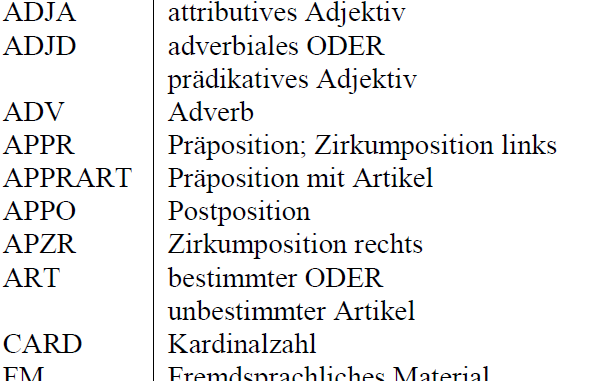 ADJA attributives Adjektiv
ADJD adverbiales ODER
prädikatives Adjektiv
ADV Adverb
APPR Präposition; Zirkumposition links
APPRART Präposition mit Artikel
APPO Postposition
APZR Zirkumposition rechts
ART bestimmter ODER
unbestimmter Artikel
CARD Kardinalzahl
FM Fremdsprachliches Material